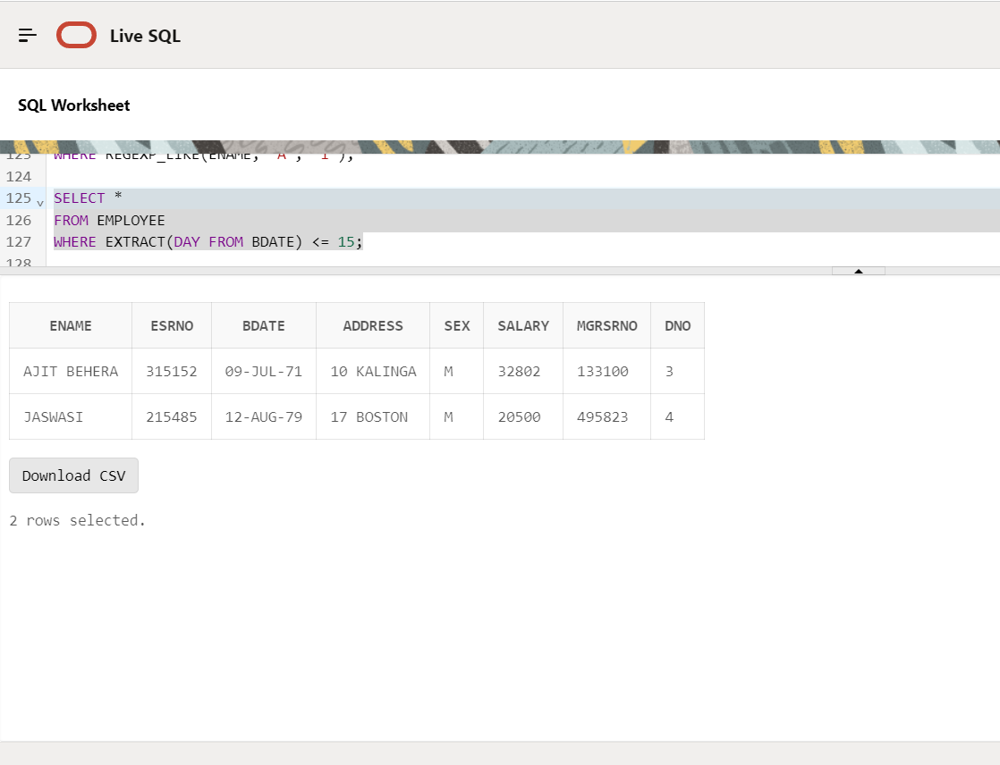 Live SQL
SQL Worksheet
123 WHERE REGEXP_LIKE(ENAME, 'A', 'i');
124
125 SELECT *
126 FROM EMPLOYEE
127 WHERE EXTRACT(DAY FROM BDATE) <= 15;
128
ENAME ESRNO BDATE ADDRESS SEX SALARY MGRSRNO DNO
AJIT BEHERA 315152 09-JUL-71 10 KALINGA M 32802 133100 3
JASWASI 215485 12-AUG-79 17 BOSTON M 20500 495823 4
Download CSV
2 rows selected.